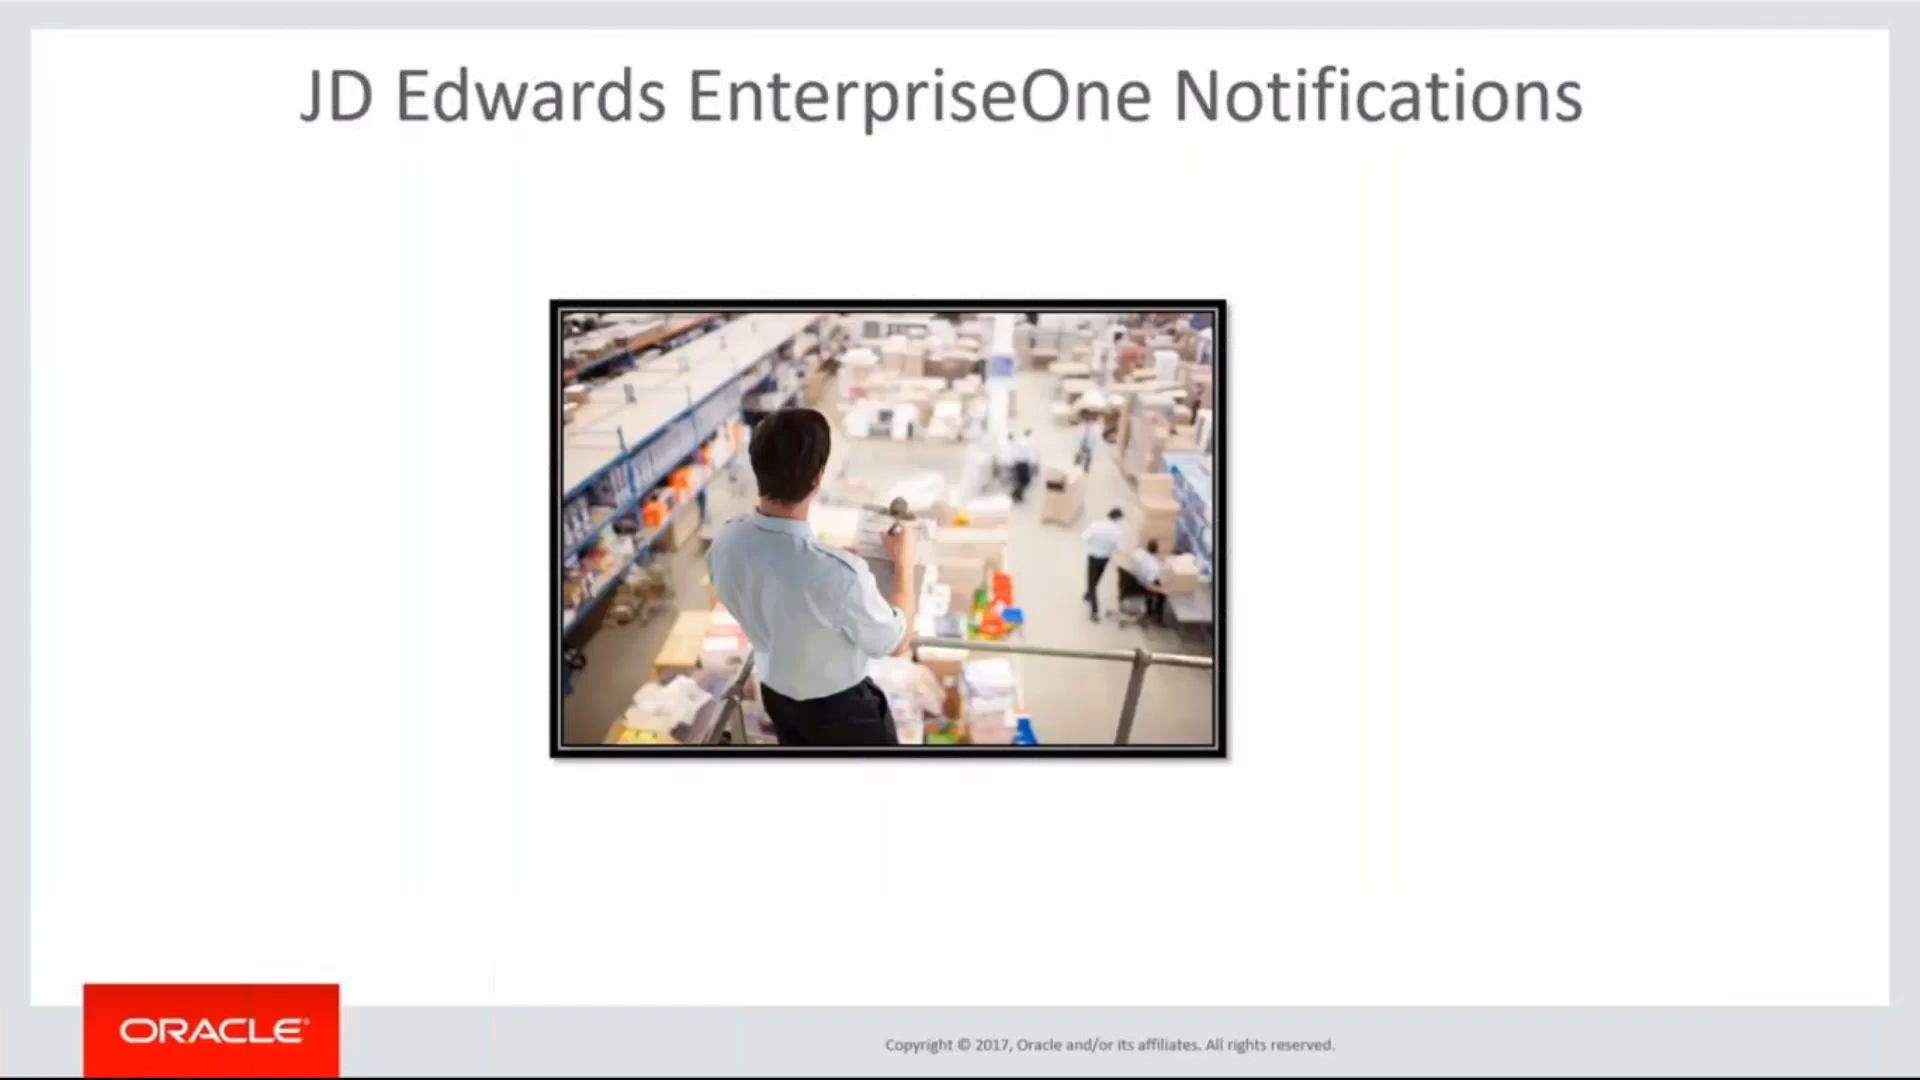 JD Edwards EnterpriseOne Notifications
ORACLE®
Copyright © 2017, Oracle and/or its affiliates. All rights reserved.